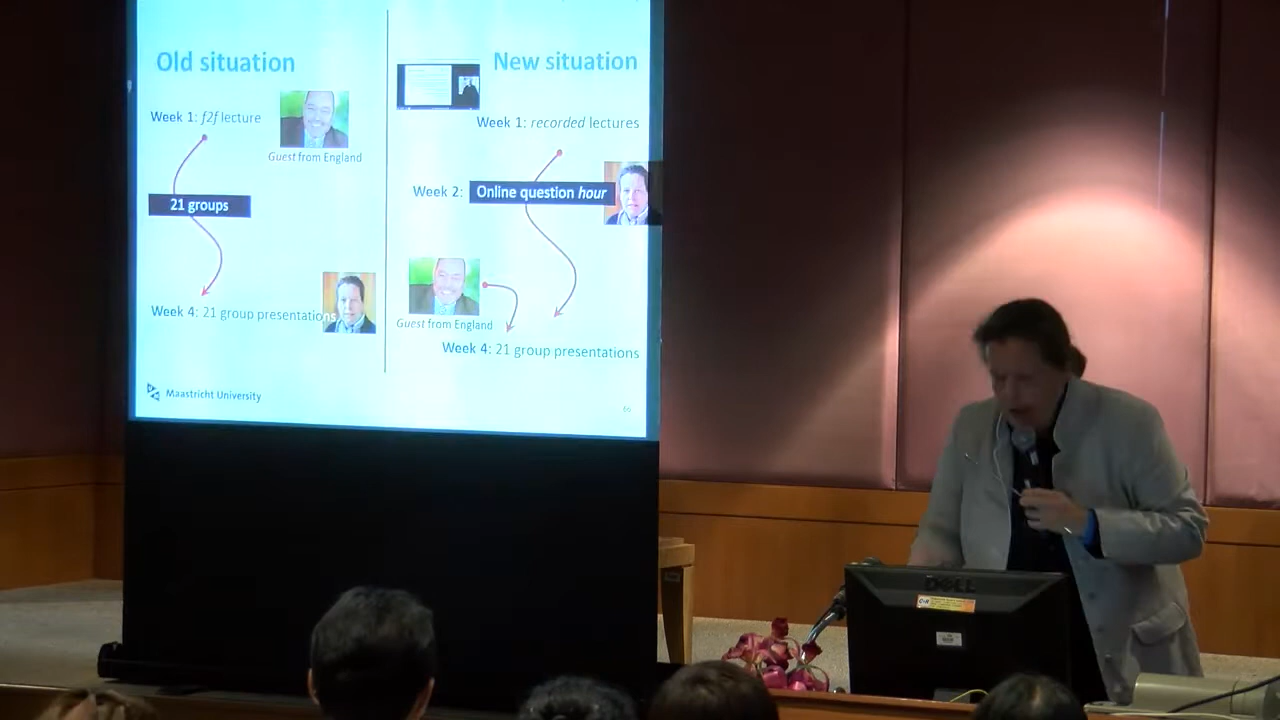 Old situation
Week 1: f2f lecture
Guest from England
21 groups
Week 4: 21 group presentations
Maastricht University
New situation
Week 1: recorded lectures
Week 2: Online question hour
Guest from England
Week 4: 21 group presentations
DELL